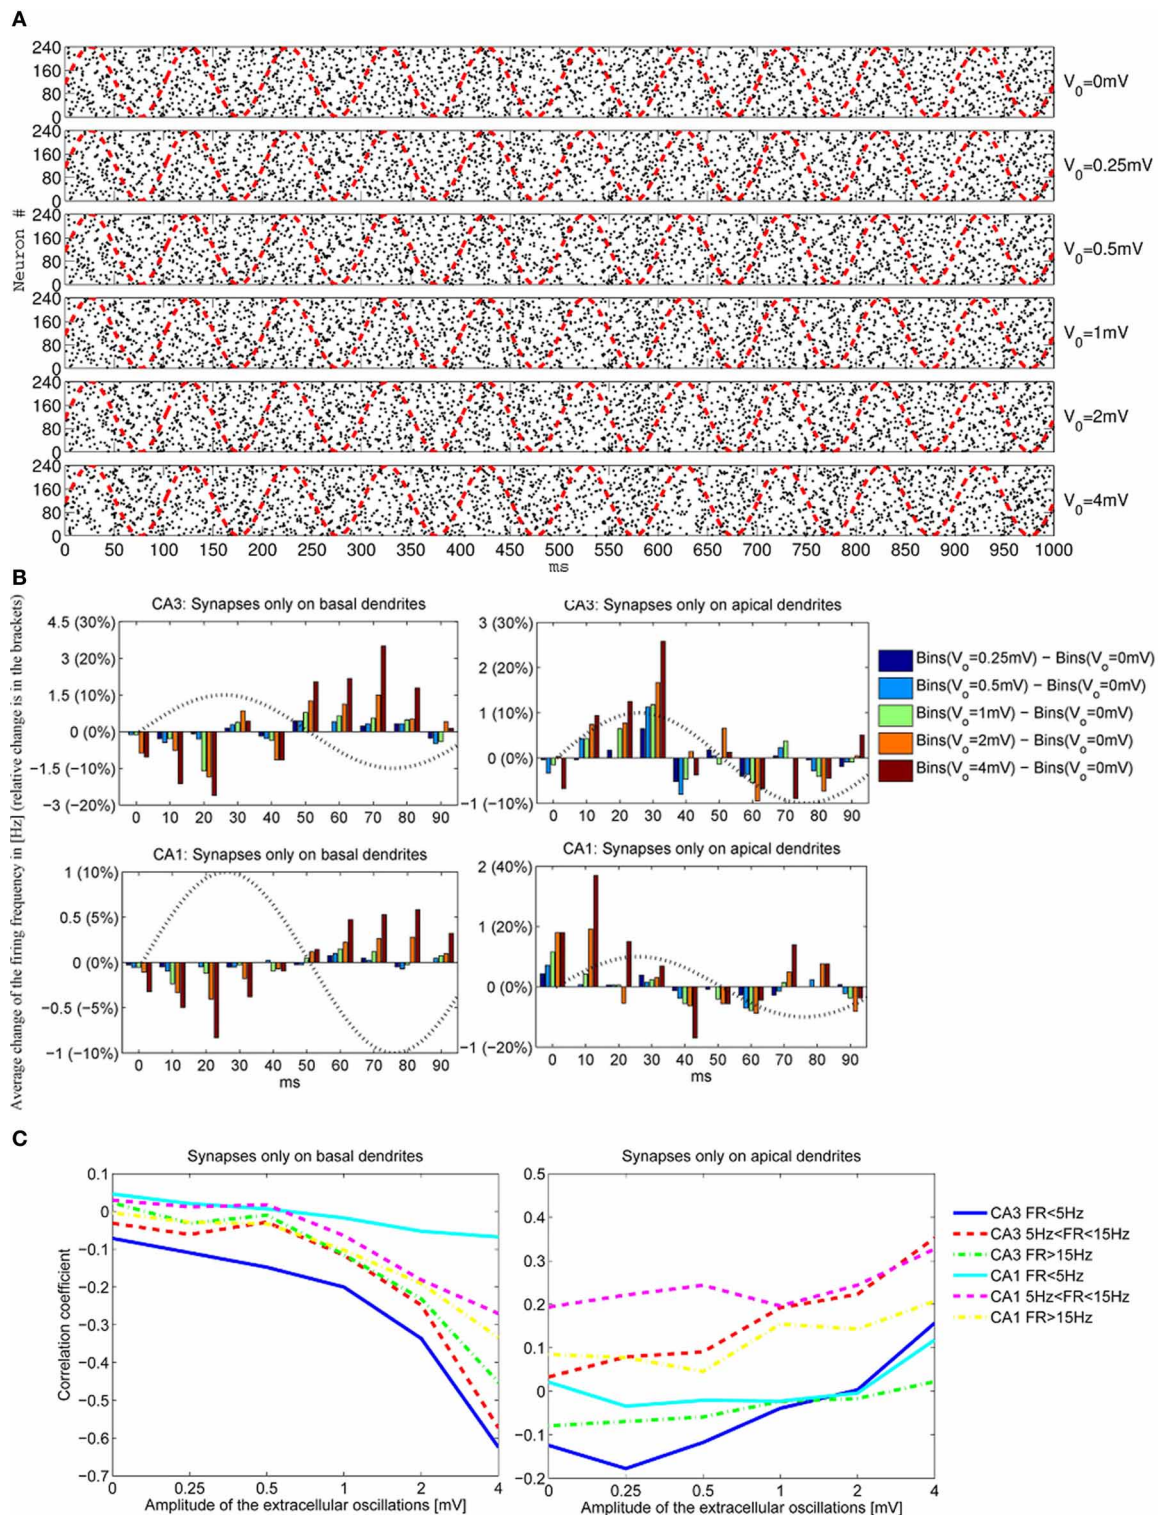 A
240
160
80
0
V₀=0mV
240
160
80
0
V₀=0.25mV
240
160
80
0
V₀=0.5mV
Neuron #
240
160
80
0
V₀=1mV
240
160
80
0
V₀=2mV
240
160
80
0
V₀=4mV
0 50 100 150 200 250 300 350 400 450 500 550 600 650 700 750 800 850 900 950 1000
ms
B
Average change of the firing frequency in [Hz] (relative change is in the brackets)
CA3: Synapses only on basal dendrites
4.5 (30%)
3 (20%)
1.5 (10%)
0 (0%)
−1.5 (−10%)
−3 (−20%)
0 10 20 30 40 50 60 70 80 90
CA3: Synapses only on apical dendrites
3 (30%)
2 (20%)
1 (10%)
0 (0%)
−1 (−10%)
0 10 20 30 40 50 60 70 80 90
Bins(Vₒ=0.25mV) − Bins(Vₒ=0mV)
Bins(Vₒ=0.5mV) − Bins(Vₒ=0mV)
Bins(Vₒ=1mV) − Bins(Vₒ=0mV)
Bins(Vₒ=2mV) − Bins(Vₒ=0mV)
Bins(Vₒ=4mV) − Bins(Vₒ=0mV)
CA1: Synapses only on basal dendrites
1 (10%)
0.5 (5%)
0 (0%)
−0.5 (−5%)
−1 (−10%)
0 10 20 30 40 50 60 70 80 90
ms
CA1: Synapses only on apical dendrites
2 (40%)
1 (20%)
0 (0%)
−1 (−20%)
0 10 20 30 40 50 60 70 80 90
ms
C
Synapses only on basal dendrites
Correlation coefficient
0.1
0
−0.1
−0.2
−0.3
−0.4
−0.5
−0.6
−0.7
0 0.25 0.5 1 2 4
Amplitude of the extracellular oscillations [mV]
Synapses only on apical dendrites
0.5
0.4
0.3
0.2
0.1
0
−0.1
−0.2
0 0.25 0.5 1 2 4
Amplitude of the extracellular oscillations [mV]
CA3 FR<5Hz
CA3 5Hz<FR<15Hz
CA3 FR>15Hz
CA1 FR<5Hz
CA1 5Hz<FR<15Hz
CA1 FR>15Hz